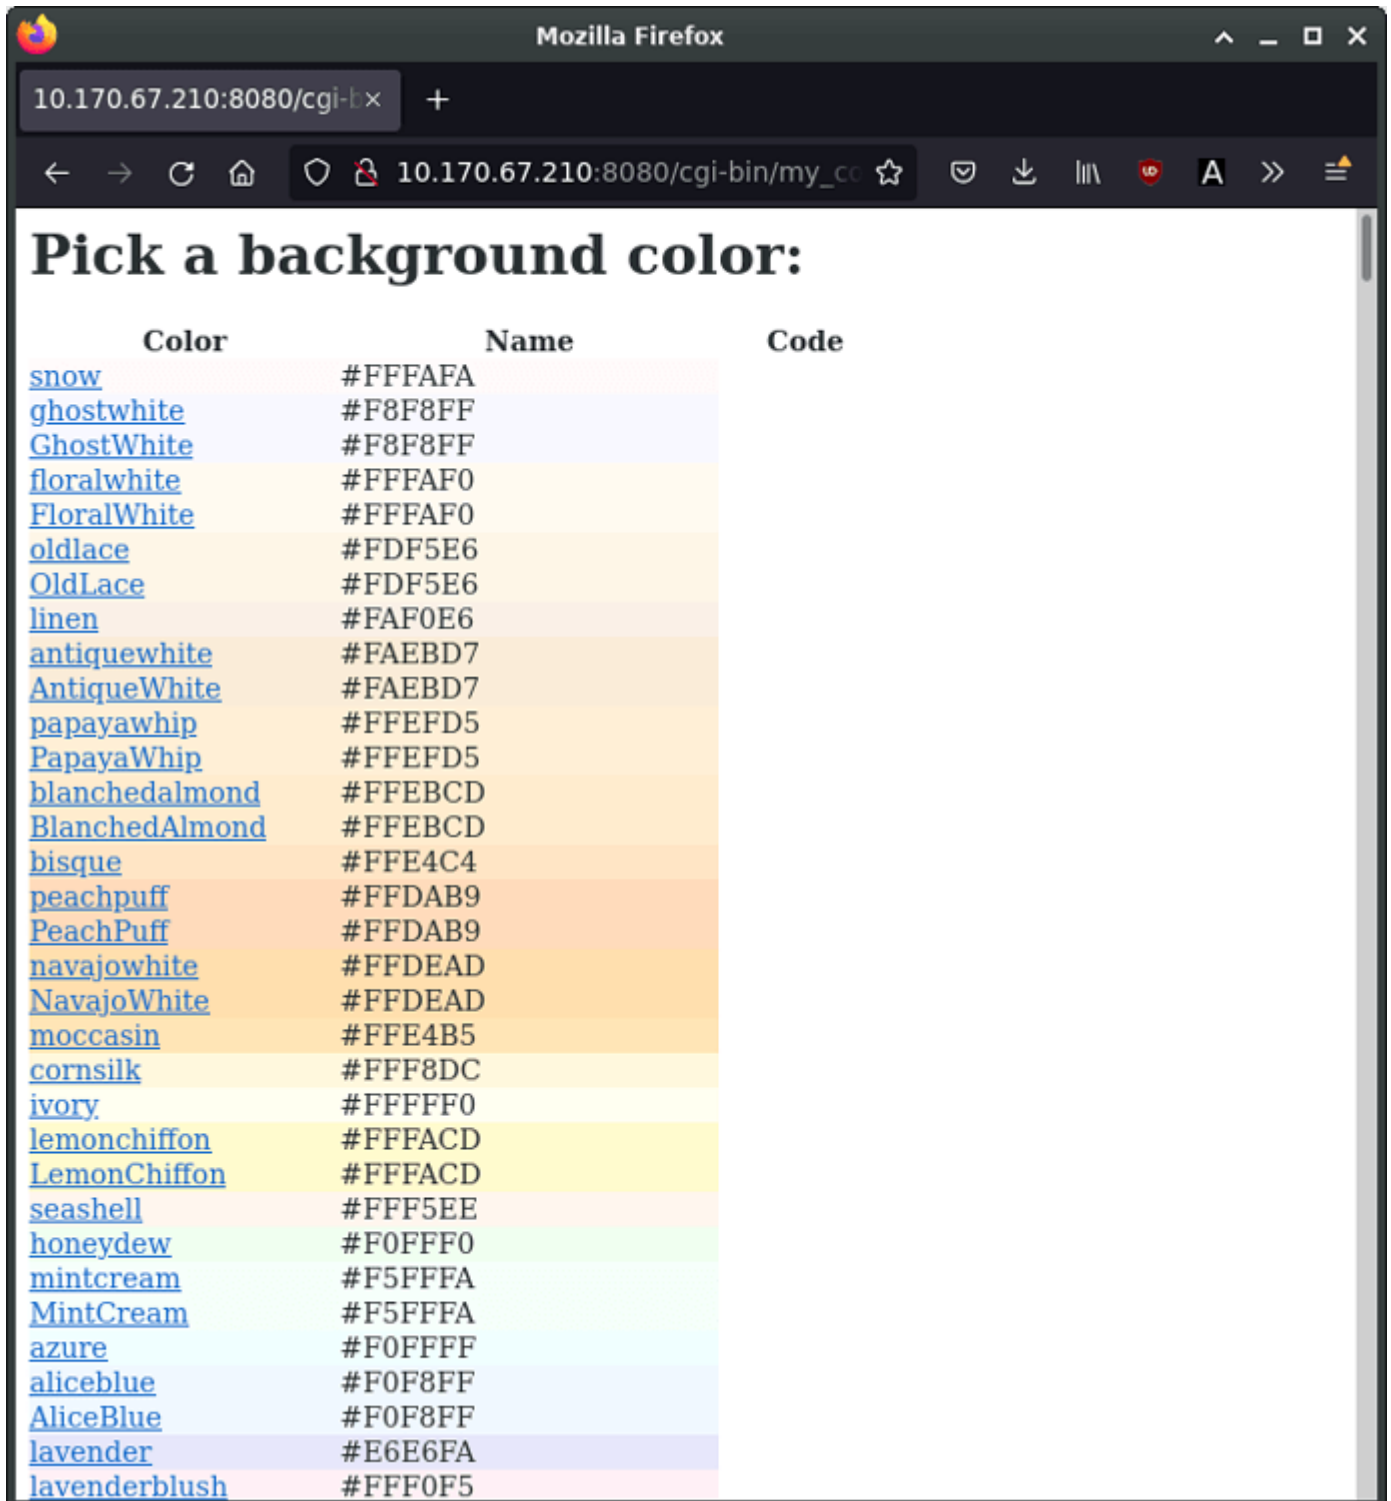 Mozilla Firefox
10.170.67.210:8080/cgi-b
10.170.67.210:8080/cgi-bin/my_co
Pick a background color:
Color Name Code
snow #FFFAFA
ghostwhite #F8F8FF
GhostWhite #F8F8FF
floralwhite #FFFAF0
FloralWhite #FFFAF0
oldlace #FDF5E6
OldLace #FDF5E6
linen #FAF0E6
antiquewhite #FAEBD7
AntiqueWhite #FAEBD7
papayawhip #FFEFD5
PapayaWhip #FFEFD5
blanchedalmond #FFEBCD
BlanchedAlmond #FFEBCD
bisque #FFE4C4
peachpuff #FFDAB9
PeachPuff #FFDAB9
navajowhite #FFDEAD
NavajoWhite #FFDEAD
moccasin #FFE4B5
cornsilk #FFF8DC
ivory #FFFFF0
lemonchiffon #FFFACD
LemonChiffon #FFFACD
seashell #FFF5EE
honeydew #F0FFF0
mintcream #F5FFFA
MintCream #F5FFFA
azure #F0FFFF
aliceblue #F0F8FF
AliceBlue #F0F8FF
lavender #E6E6FA
lavenderblush #FFF0F5